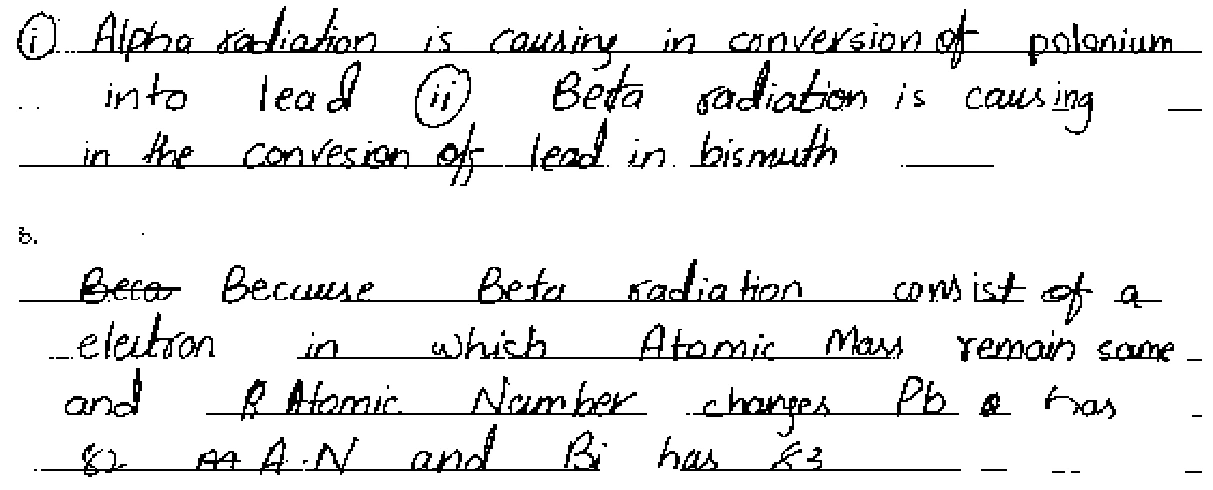 (i) Alpha radiation is causing in conversion of polonium
into lead (ii) Beta radiation is causing
in the convesion of lead in bismuth
b.
Beca Because Beta radiation consist of a
electron in which Atomic Mass remain same
and Atomic Number changes Pb has
82 A.N and Bi has 83